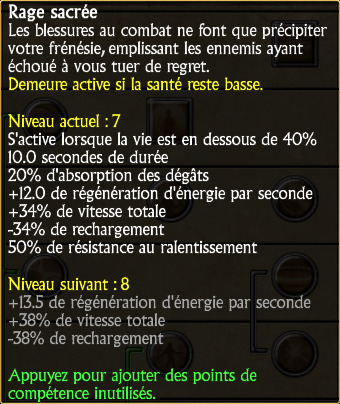 Rage sacrée
Les blessures au combat ne font que précipiter
votre frénésie, emplissant les ennemis ayant
échoué à vous tuer de regret.
Demeure active si la santé reste basse.
Niveau actuel : 7
S'active lorsque la vie est en dessous de 40%
10.0 secondes de durée
20% d'absorption des dégâts
+12.0 de régénération d'énergie par seconde
+34% de vitesse totale
-34% de rechargement
50% de résistance au ralentissement
Niveau suivant : 8
+13.5 de régénération d'énergie par seconde
+38% de vitesse totale
-38% de rechargement
Appuyez pour ajouter des points de
compétence inutilisés.